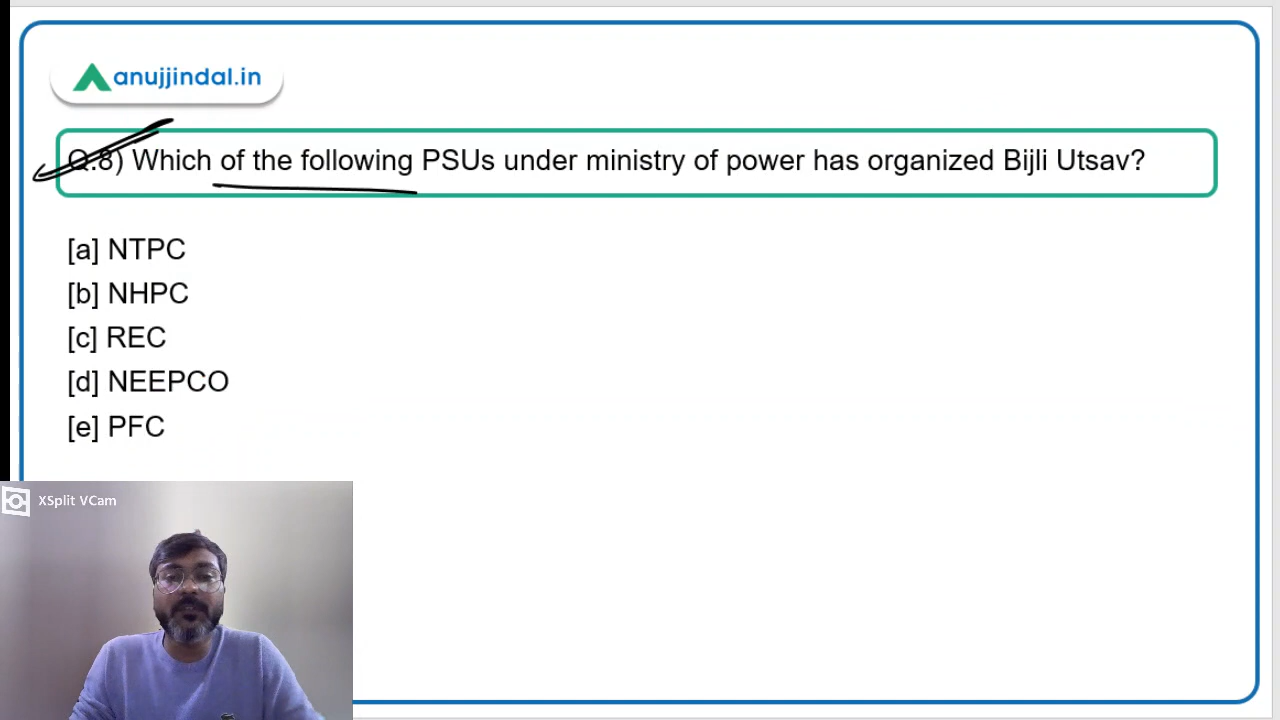 anujjindal.in
Q.8) Which of the following PSUs under ministry of power has organized Bijli Utsav?
[a] NTPC
[b] NHPC
[c] REC
[d] NEEPCO
[e] PFC
XSplit VCam